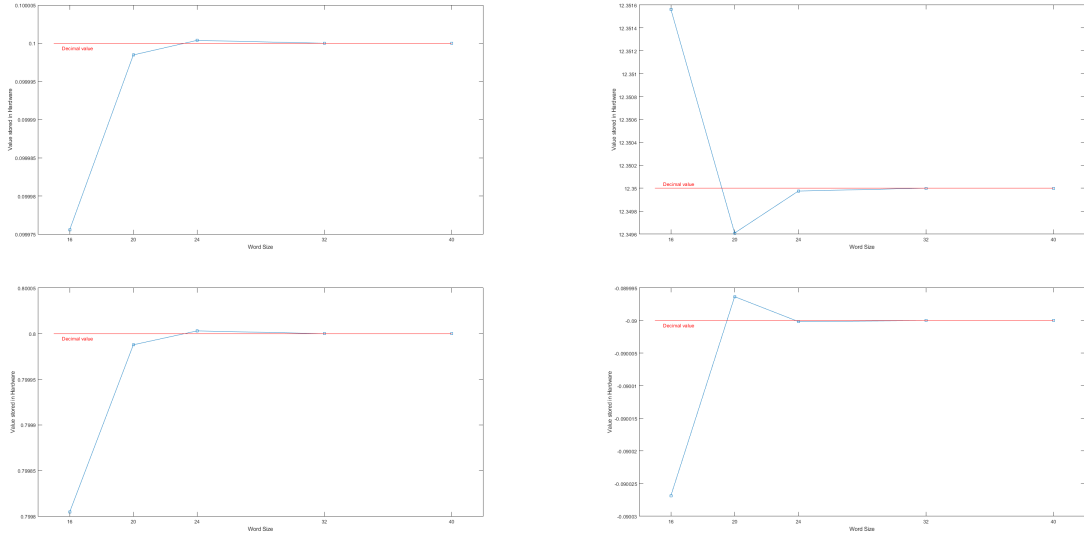 0.100005
0.1
0.099995
0.09999
0.099985
0.09998
0.099975
Value stored in Hardware
Decimal value
16 20 24 32 40
Word Size
12.3516
12.3514
12.3512
12.351
12.3508
12.3506
12.3504
12.3502
12.35
12.3498
12.3496
Value stored in Hardware
Decimal value
16 20 24 32 40
Word Size
0.80005
0.8
0.79995
0.7999
0.79985
0.7998
Value stored in Hardware
Decimal value
16 20 24 32 40
Word Size
-0.089995
-0.09
-0.090005
-0.09001
-0.090015
-0.09002
-0.090025
-0.09003
Value stored in Hardware
Decimal value
16 20 24 32 40
Word Size